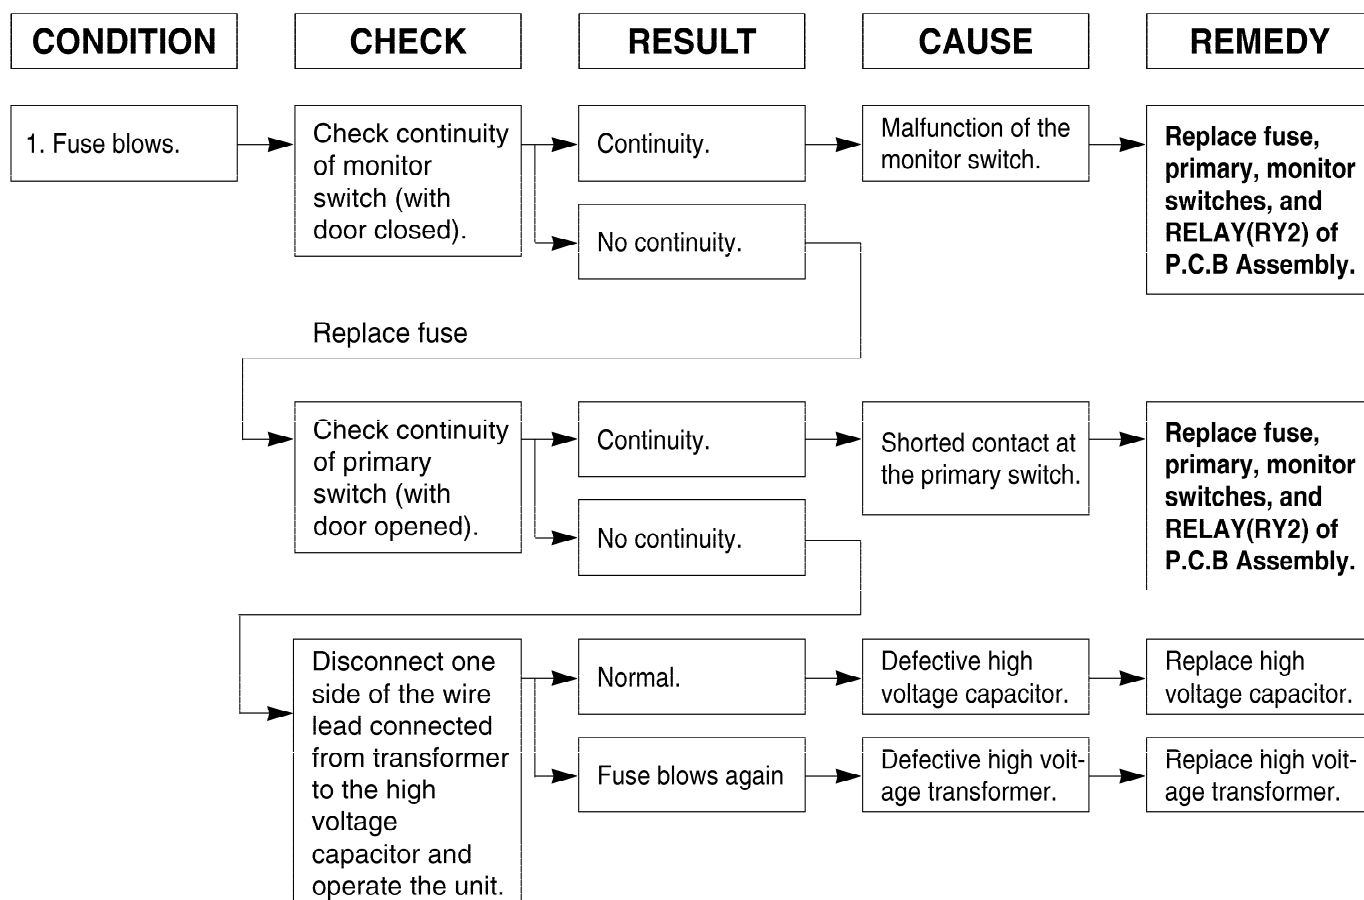 CONDITION
CHECK
RESULT
CAUSE
REMEDY
1. Fuse blows.
Check continuity
of monitor
switch (with
door closed).
Continuity.
Malfunction of the
monitor switch.
Replace fuse,
primary, monitor
switches, and
RELAY(RY2) of
P.C.B Assembly.
No continuity.
Replace fuse
Check continuity
of primary
switch (with
door opened).
Continuity.
Shorted contact at
the primary switch.
Replace fuse,
primary, monitor
switches, and
RELAY(RY2) of
P.C.B Assembly.
No continuity.
Disconnect one
side of the wire
lead connected
from transformer
to the high
voltage
capacitor and
operate the unit.
Normal.
Defective high
voltage capacitor.
Replace high
voltage capacitor.
Fuse blows again
Defective high volt-
age transformer.
Replace high volt-
age transformer.